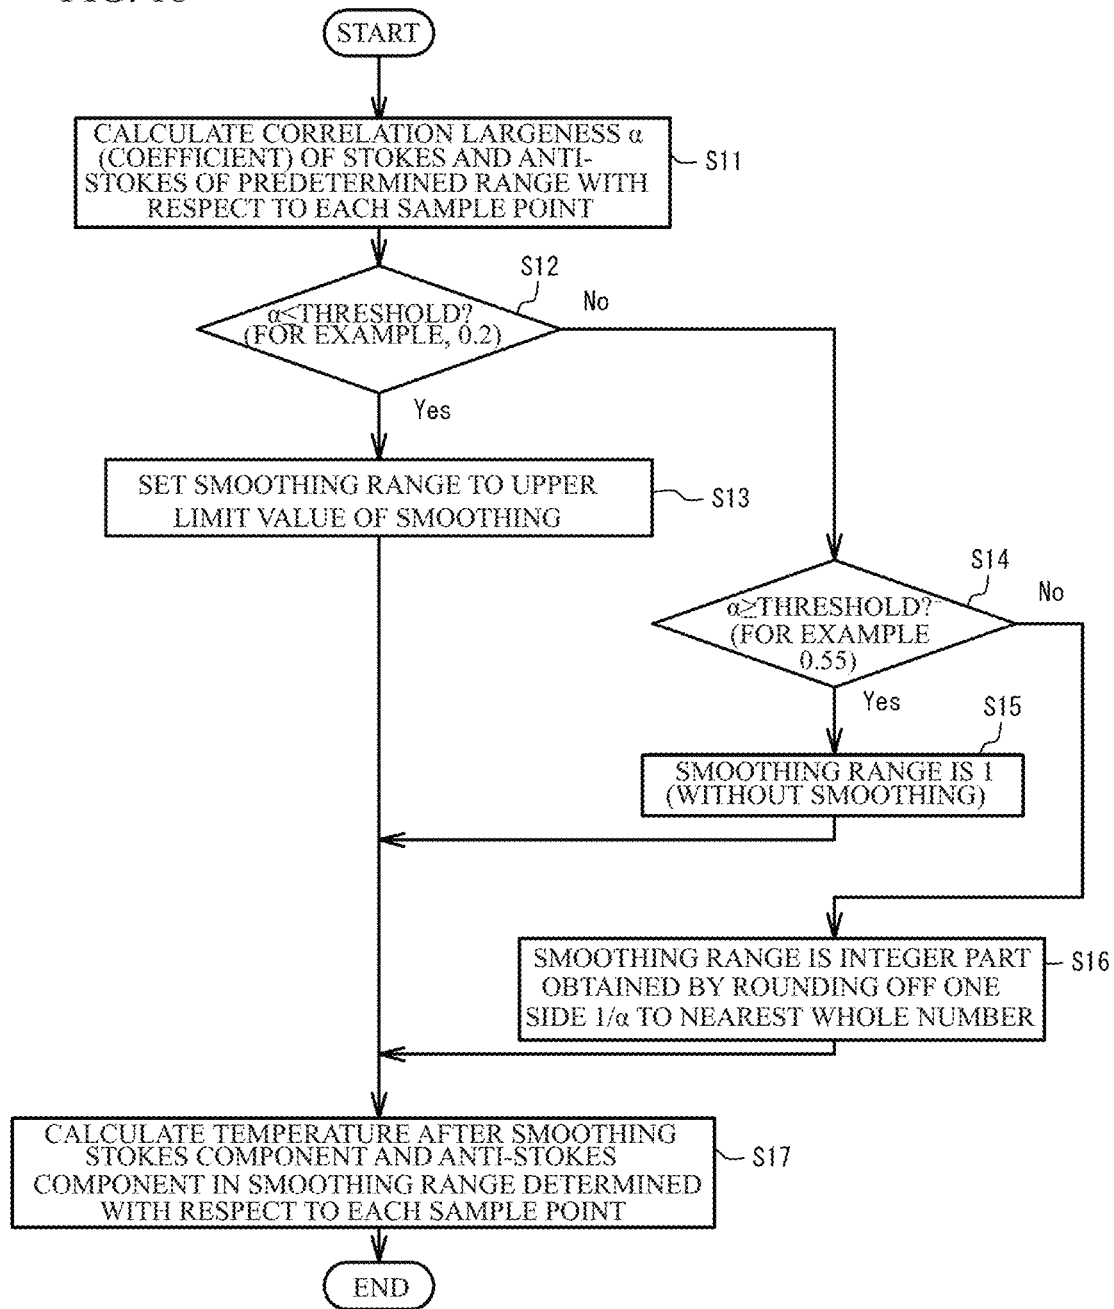 START
CALCULATE CORRELATION LARGENESS α
(COEFFICIENT) OF STOKES AND ANTI-
STOKES OF PREDETERMINED RANGE WITH
RESPECT TO EACH SAMPLE POINT
S11
S12
α≤THRESHOLD?
(FOR EXAMPLE, 0.2)
No
Yes
SET SMOOTHING RANGE TO UPPER
LIMIT VALUE OF SMOOTHING
S13
S14
α≥THRESHOLD?
(FOR EXAMPLE
0.55)
No
Yes
S15
SMOOTHING RANGE IS 1
(WITHOUT SMOOTHING)
SMOOTHING RANGE IS INTEGER PART
OBTAINED BY ROUNDING OFF ONE
SIDE 1/α TO NEAREST WHOLE NUMBER
S16
CALCULATE TEMPERATURE AFTER SMOOTHING
STOKES COMPONENT AND ANTI-STOKES
COMPONENT IN SMOOTHING RANGE DETERMINED
WITH RESPECT TO EACH SAMPLE POINT
S17
END